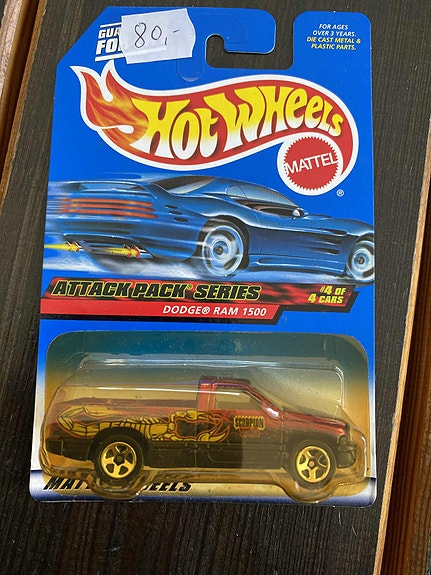 GUA
FO
80,-
FOR AGES
OVER 3 YEARS.
DIE CAST METAL &
PLASTIC PARTS.
HOT WHEELS
MATTEL
®
ATTACK PACK® SERIES
#4 OF
4 CARS
DODGE® RAM 1500
SCORPION